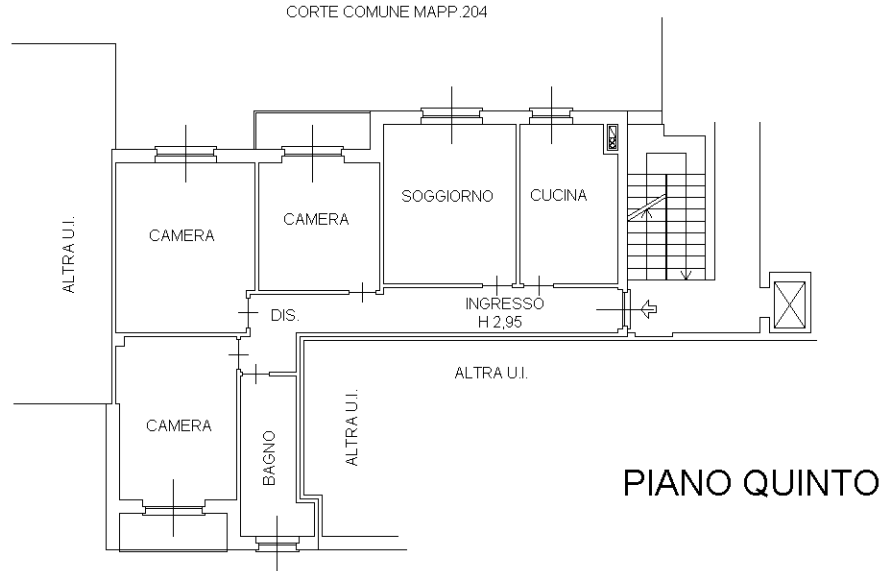 CORTE COMUNE MAPP.204
SOGGIORNO
CUCINA
CAMERA
CAMERA
ALTRA U.I.
INGRESSO
H 2,95
DIS.
ALTRA U.I.
CAMERA
BAGNO
ALTRA U.I.
PIANO QUINTO